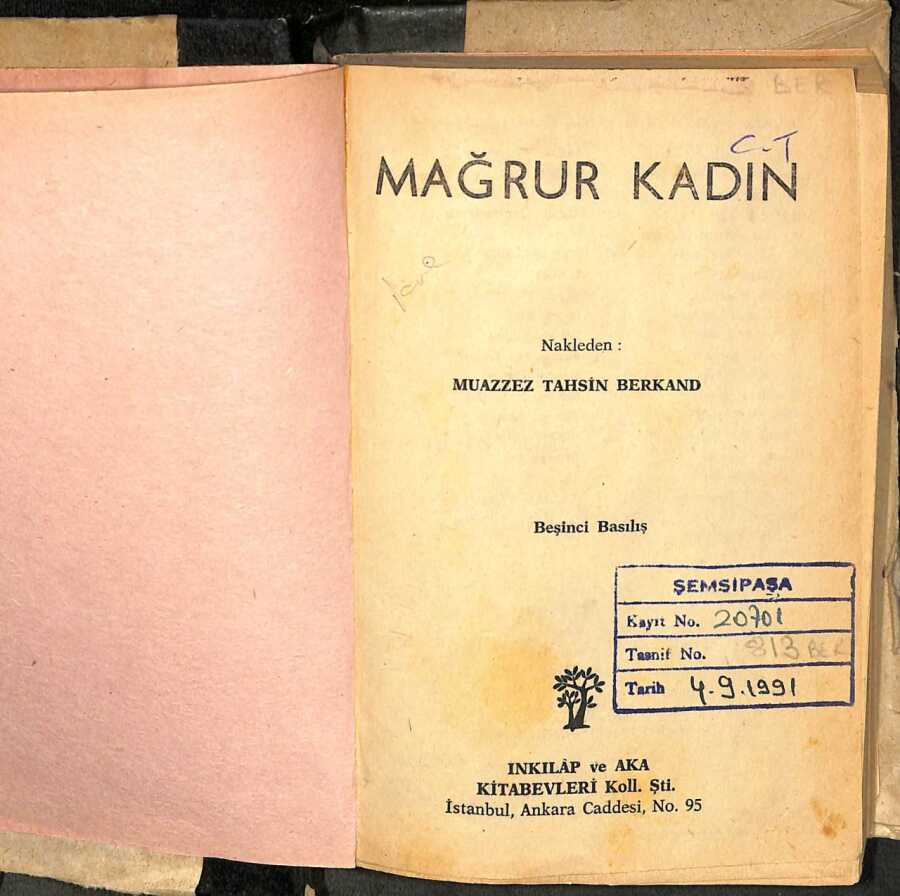 BER
C.T
MAĞRUR KADIN
Nakleden :
MUAZZEZ TAHSİN BERKAND
Beşinci Basılış
ŞEMSİPAŞA
Kayıt No. 20701
Tasnif No. 813 BER
Tarih 4.9.1991
INKILÂP ve AKA
KİTABEVLERİ Koll. Şti.
İstanbul, Ankara Caddesi, No. 95